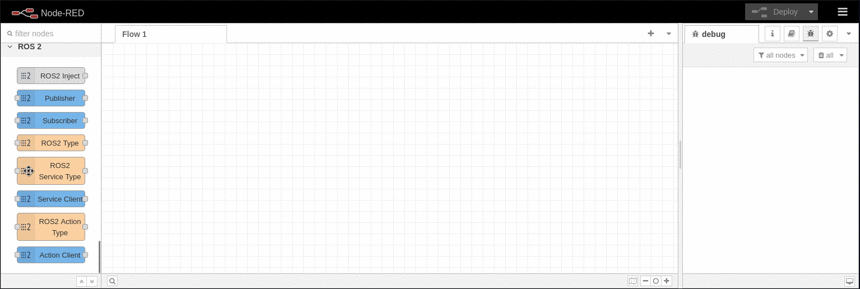 Node-RED
Deploy
filter nodes
Flow 1
debug
i
ROS 2
all nodes
all
ROS2 Inject
Publisher
Subscriber
ROS2 Type
ROS2
Service Type
Service Client
ROS2 Action
Type
Action Client